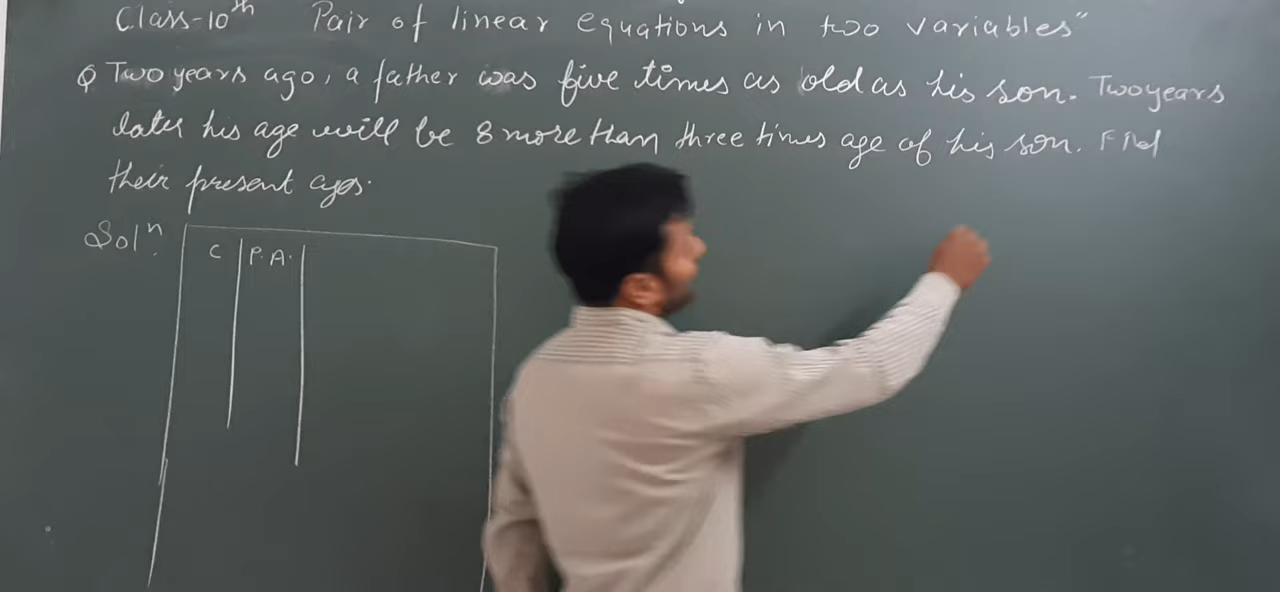 Class-10th Pair of linear equations in two variables"
Q Two years ago, a father was five times as old as his son. Two years
later his age will be 8 more than three times age of his son. Find
their present ages.
Solⁿ.
C P.A.